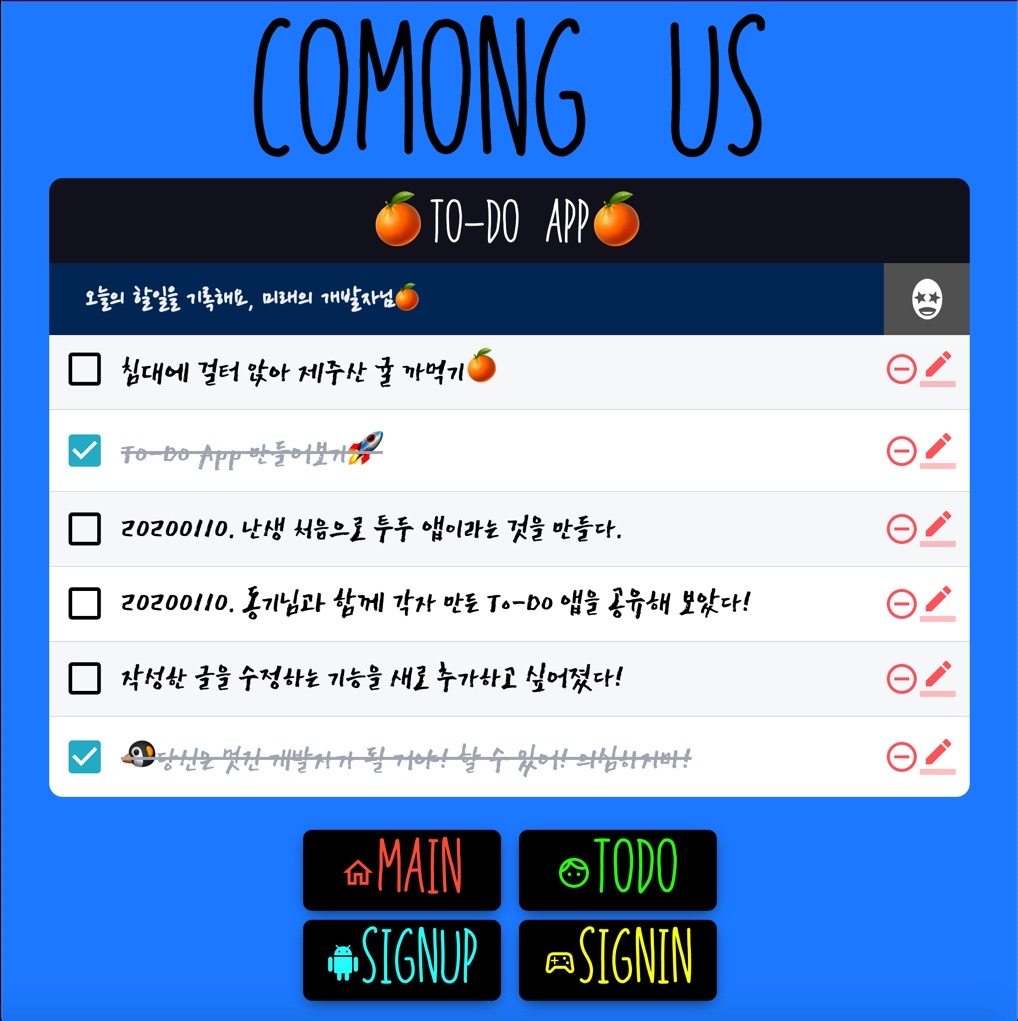 COMONG US
🍊TO-DO APP🍊
오늘의 할일을 기록해요, 미래의 개발자님🍊
침대에 걸터 앉아 제주산 귤 까먹기🍊
To-Do App 만들어보기🚀
20200110. 난생 처음으로 투두 앱이라는 것을 만들다.
20200110. 동기님과 함께 각자 만든 To-Do 앱을 공유해 보았다!
작성한 글을 수정하는 기능을 새로 추가하고 싶어졌다!
🐧당신은 멋진 개발자가 될 거야! 할 수 있어! 의심하지마!
MAIN
TODO
SIGNUP
SIGNIN